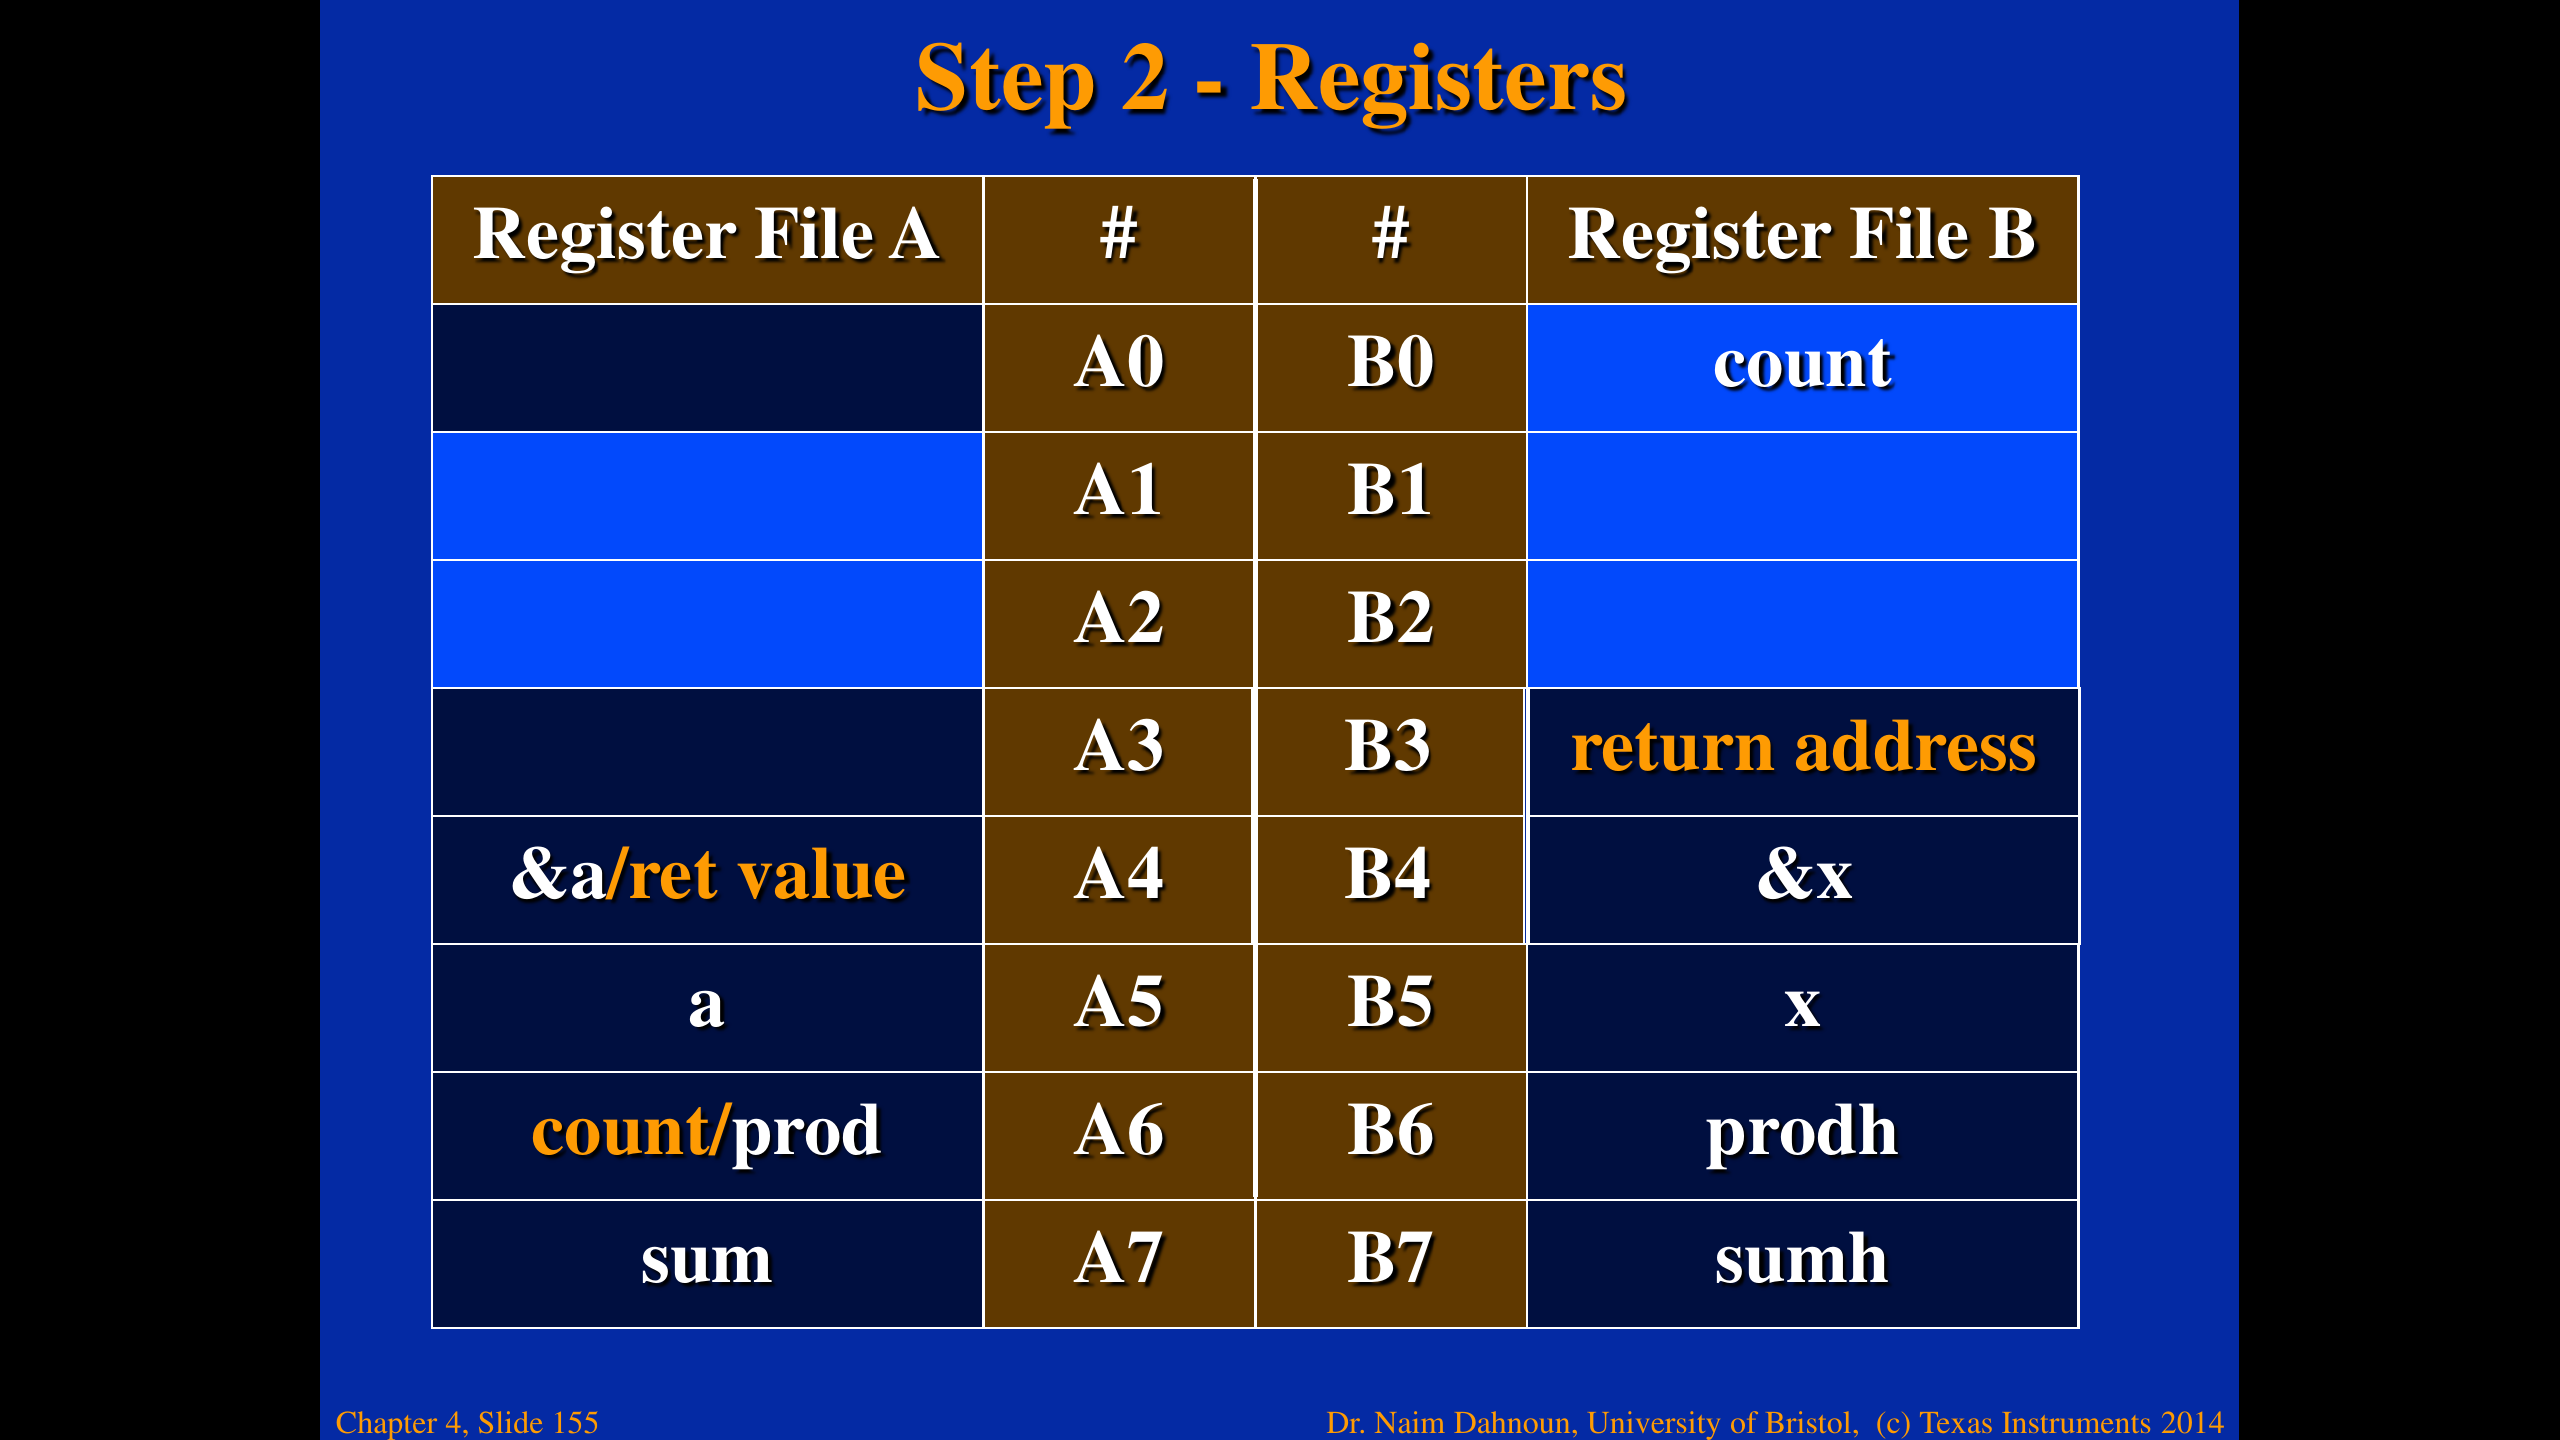 Step 2 - Registers
Register File A # # Register File B
A0 B0 count
A1 B1
A2 B2
A3 B3 return address
&a/ret value A4 B4 &x
a A5 B5 x
count/prod A6 B6 prodh
sum A7 B7 sumh
Chapter 4, Slide 155
Dr. Naim Dahnoun, University of Bristol, (c) Texas Instruments 2014